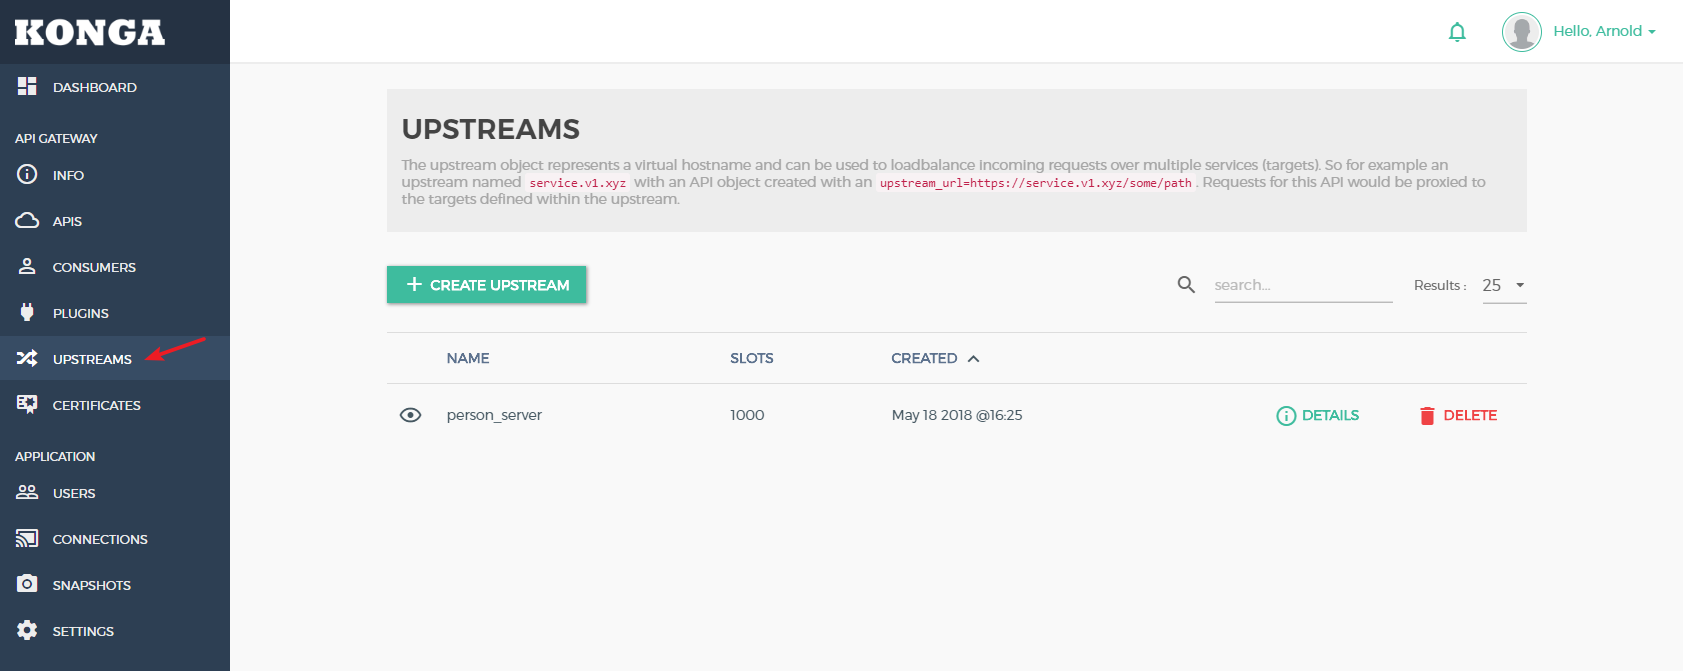 KONGA
Hello, Arnold
DASHBOARD
API GATEWAY
INFO
APIS
CONSUMERS
PLUGINS
UPSTREAMS
CERTIFICATES
APPLICATION
USERS
CONNECTIONS
SNAPSHOTS
SETTINGS
UPSTREAMS
The upstream object represents a virtual hostname and can be used to loadbalance incoming requests over multiple services (targets). So for example an
upstream named service.v1.xyz with an API object created with an upstream_url=https://service.v1.xyz/some/path. Requests for this API would be proxied to
the targets defined within the upstream.
+ CREATE UPSTREAM
search...
Results : 25
NAME SLOTS CREATED
person_server 1000 May 18 2018 @16:25 DETAILS DELETE